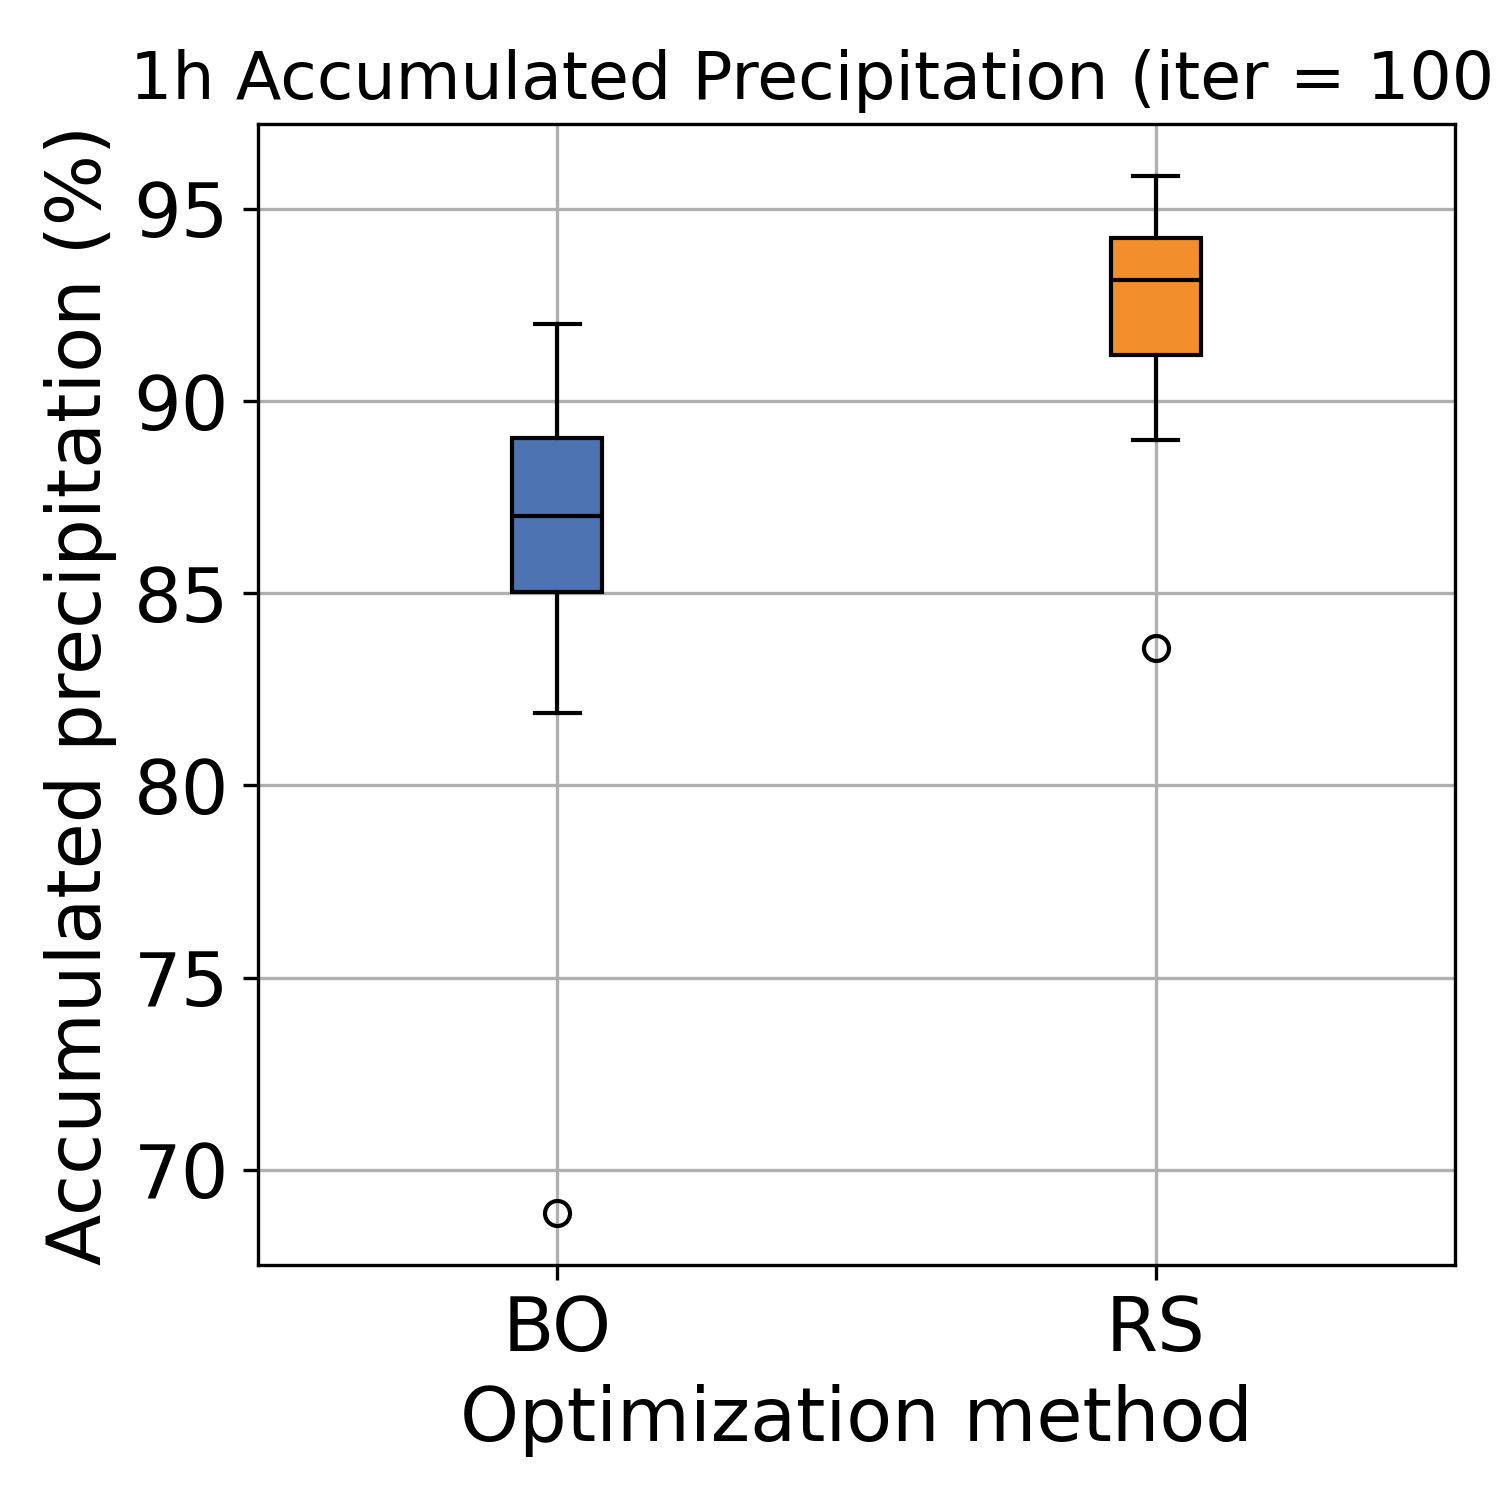 1h Accumulated Precipitation (iter = 100
Accumulated precipitation (%)
95
90
85
80
75
70
BO RS
Optimization method